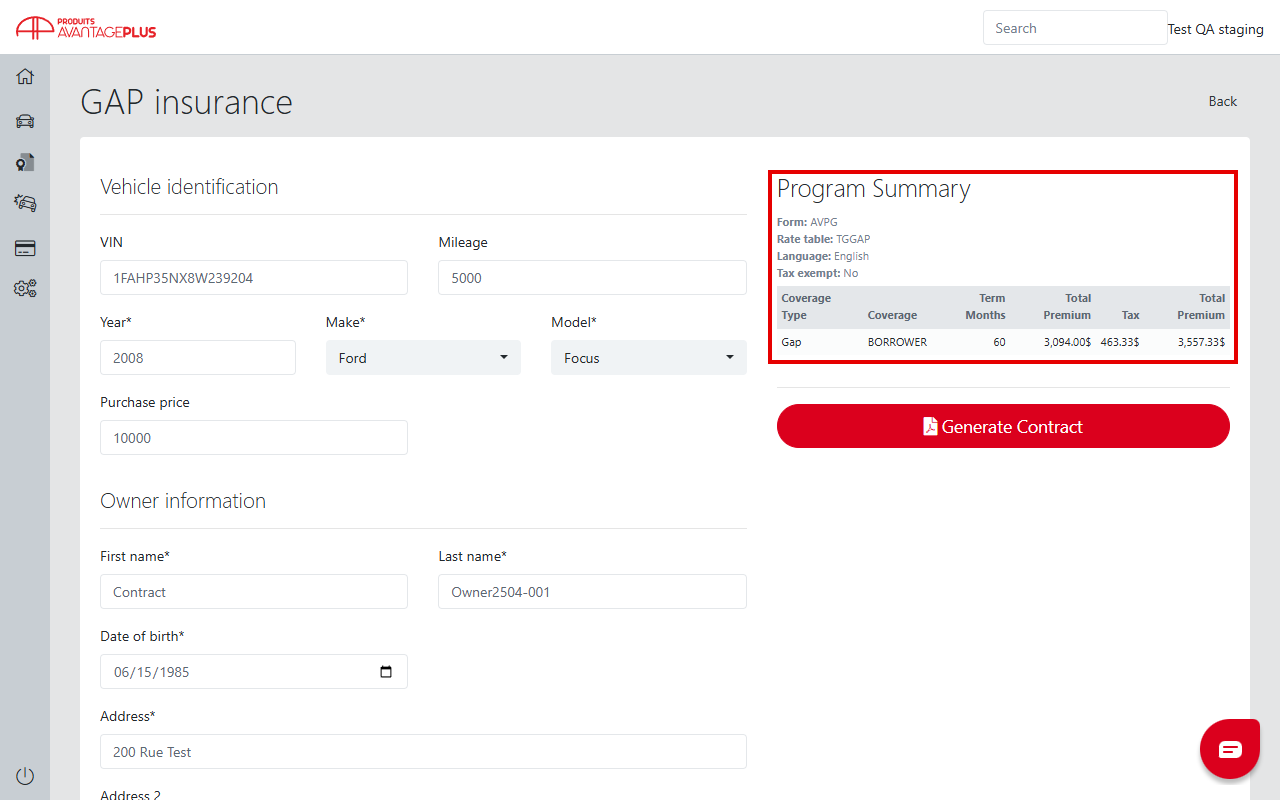 PRODUITS
AVANTAGEPLUS
Search
Test QA staging
GAP insurance
Back
Vehicle identification
VIN
Mileage
1FAHP35NX8W239204
5000
Year*
Make*
Model*
2008
Ford
Focus
Purchase price
10000
Owner information
First name*
Last name*
Contract
Owner2504-001
Date of birth*
06/15/1985
Address*
200 Rue Test
Address 2
Program Summary
Form: AVPG
Rate table: TGGAP
Language: English
Tax exempt: No
Coverage Type
Coverage
Term Months
Total Premium
Tax
Total Premium
Gap
BORROWER
60
3,094.00$
463.33$
3,557.33$
Generate Contract